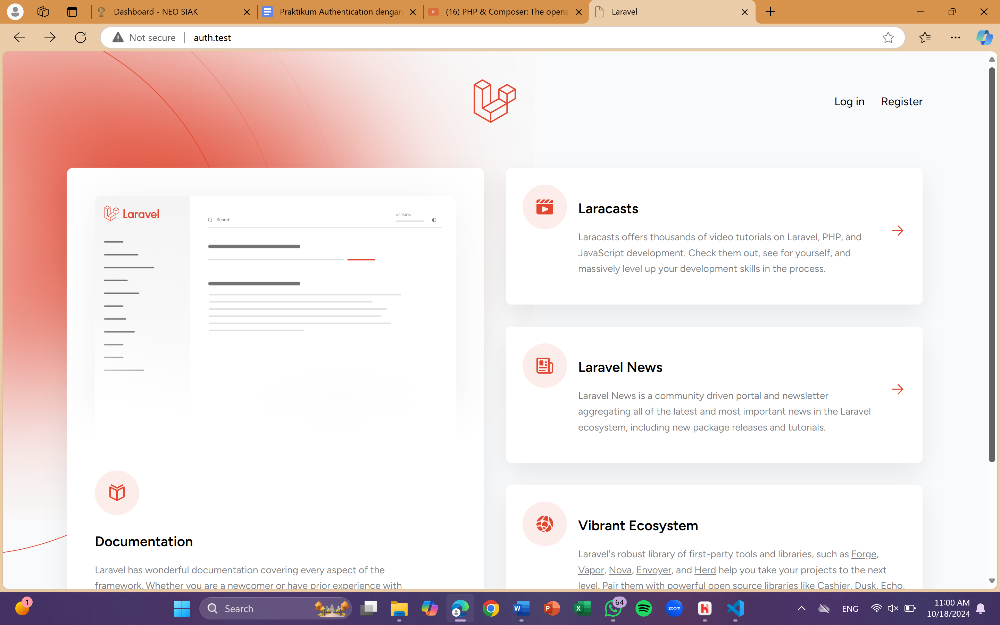 Dashboard - NEO SIAK
Praktikum Authentication dengan
(16) PHP & Composer: The openss
Laravel
Not secure
auth.test
Log in
Register
Laravel
Search
VERSION
Documentation
Laravel has wonderful documentation covering every aspect of the
framework. Whether you are a newcomer or have prior experience with
Laracasts
Laracasts offers thousands of video tutorials on Laravel, PHP, and
JavaScript development. Check them out, see for yourself, and
massively level up your development skills in the process.
Laravel News
Laravel News is a community driven portal and newsletter
aggregating all of the latest and most important news in the Laravel
ecosystem, including new package releases and tutorials.
Vibrant Ecosystem
Laravel's robust library of first-party tools and libraries, such as Forge,
Vapor, Nova, Envoyer, and Herd help you take your projects to the next
level. Pair them with powerful open source libraries like Cashier, Dusk, Echo,
1
Search
W
P
X
64
zoom
ENG
11:00 AM
10/18/2024